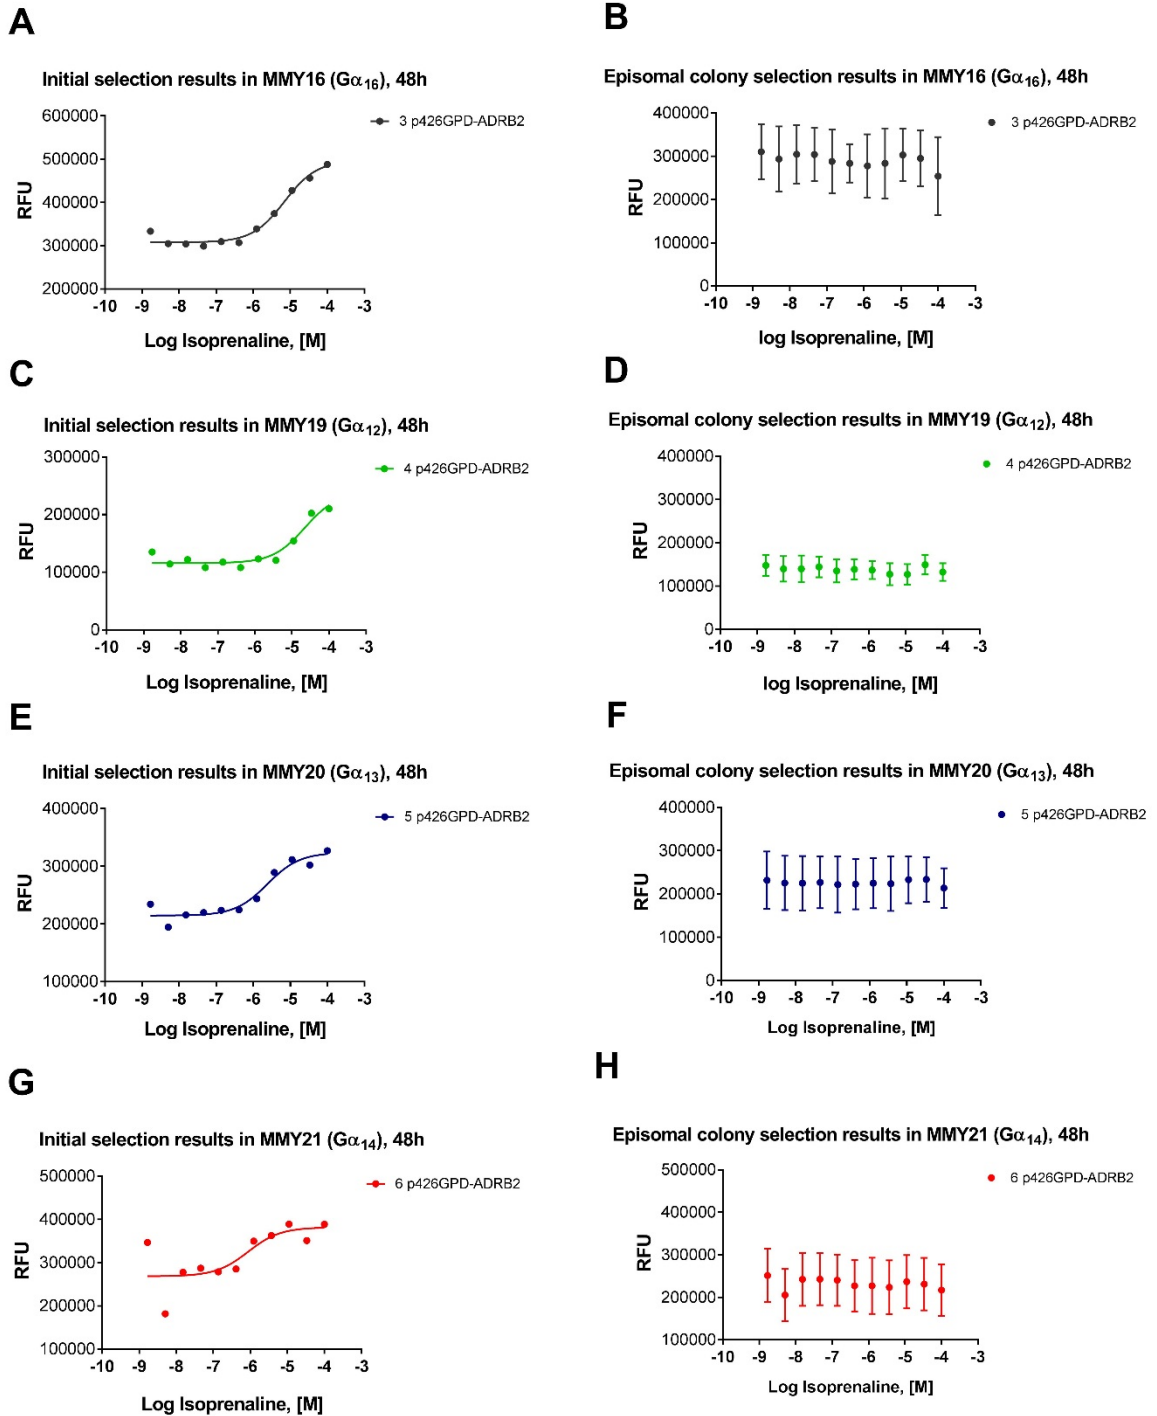 A
Initial selection results in MMY16 (Gα16), 48h
600000
500000
400000
300000
200000
RFU
-10 -9 -8 -7 -6 -5 -4 -3
Log Isoprenaline, [M]
3 p426GPD-ADRB2
B
Episomal colony selection results in MMY16 (Gα16), 48h
400000
300000
200000
100000
0
RFU
-10 -9 -8 -7 -6 -5 -4 -3
log Isoprenaline, [M]
3 p426GPD-ADRB2
C
Initial selection results in MMY19 (Gα12), 48h
300000
200000
100000
0
RFU
-10 -9 -8 -7 -6 -5 -4 -3
Log Isoprenaline, [M]
4 p426GPD-ADRB2
D
Episomal colony selection results in MMY19 (Gα12), 48h
400000
300000
200000
100000
0
RFU
-10 -9 -8 -7 -6 -5 -4 -3
log Isoprenaline, [M]
4 p426GPD-ADRB2
E
Initial selection results in MMY20 (Gα13), 48h
400000
300000
200000
100000
RFU
-10 -9 -8 -7 -6 -5 -4 -3
Log Isoprenaline, [M]
5 p426GPD-ADRB2
F
Episomal colony selection results in MMY20 (Gα13), 48h
400000
300000
200000
100000
0
RFU
-10 -9 -8 -7 -6 -5 -4 -3
Log Isoprenaline, [M]
5 p426GPD-ADRB2
G
Initial selection results in MMY21 (Gα14), 48h
500000
400000
300000
200000
100000
RFU
-10 -9 -8 -7 -6 -5 -4 -3
Log Isoprenaline, [M]
6 p426GPD-ADRB2
H
Episomal colony selection results in MMY21 (Gα14), 48h
500000
400000
300000
200000
100000
RFU
-10 -9 -8 -7 -6 -5 -4 -3
Log Isoprenaline, [M]
6 p426GPD-ADRB2